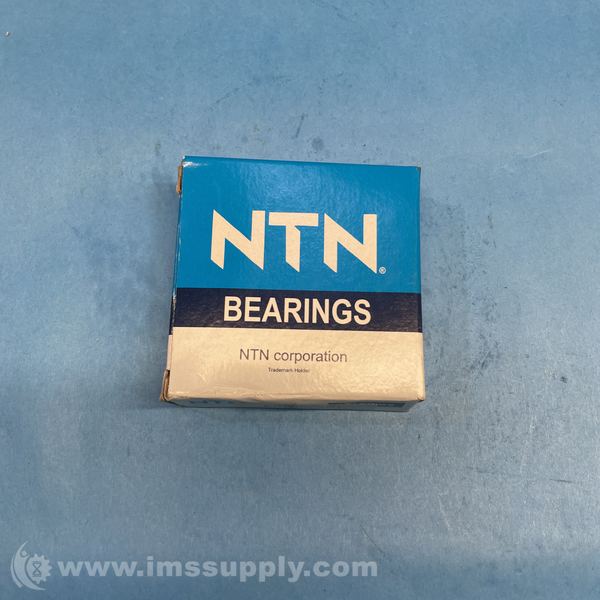 NTN®
BEARINGS
NTN corporation
Trademark Holder
www.imssupply.com